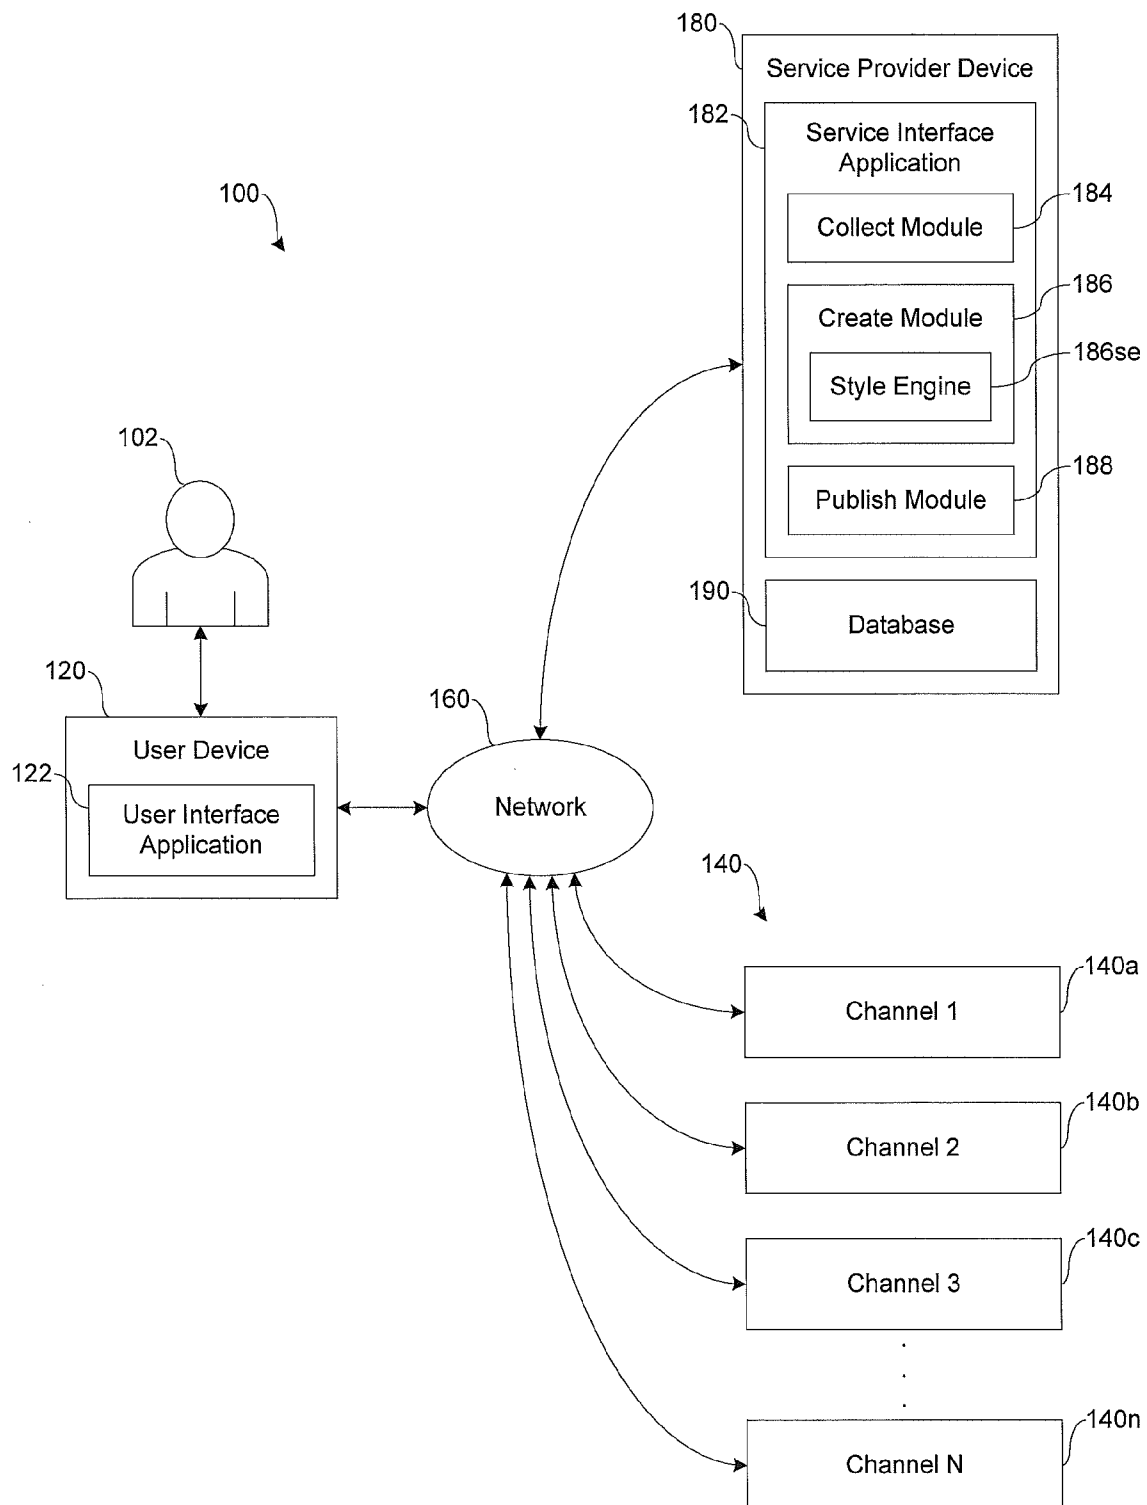 180
Service Provider Device
182
Service Interface
Application
184
Collect Module
186
Create Module
186se
Style Engine
188
Publish Module
190
Database
100
102
120
User Device
122
User Interface
Application
160
Network
140
140a
Channel 1
140b
Channel 2
140c
Channel 3
.
.
.
140n
Channel N